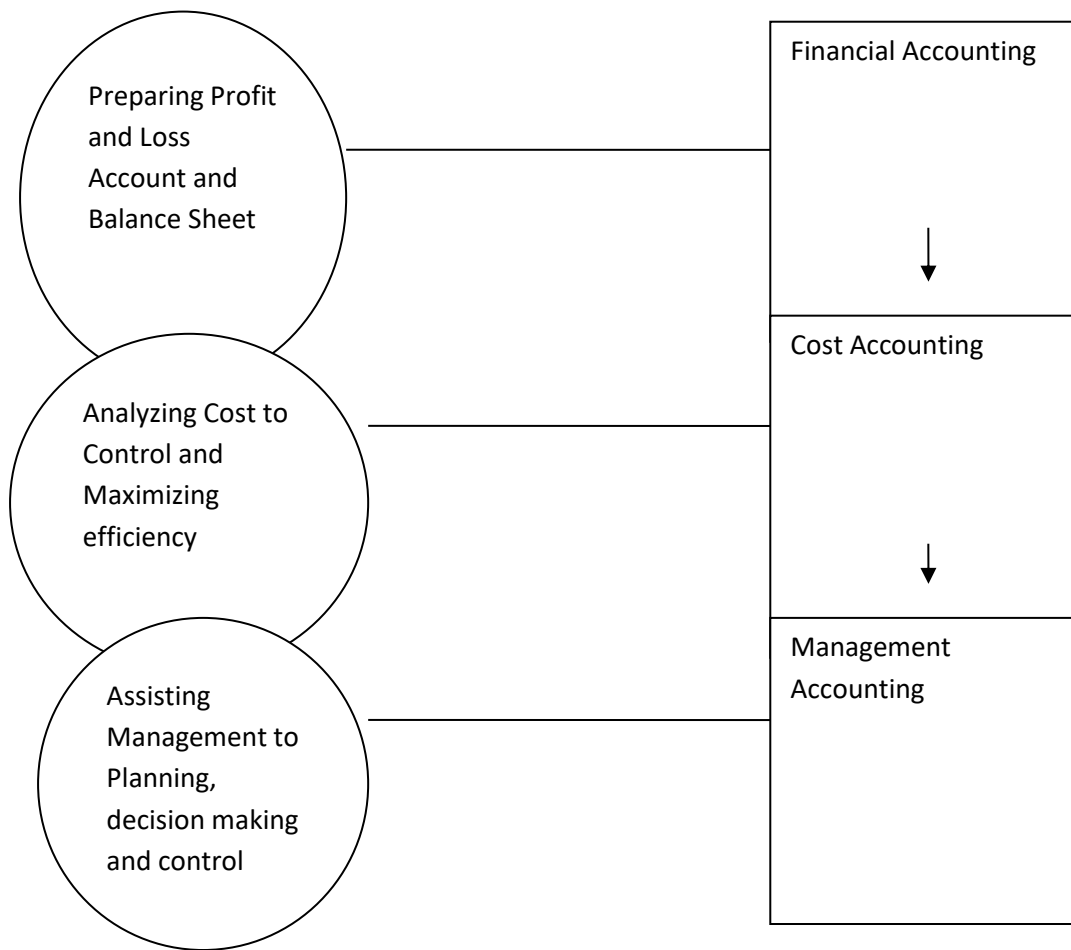 Preparing Profit
and Loss
Account and
Balance Sheet
Financial Accounting
Analyzing Cost to
Control and
Maximizing
efficiency
Cost Accounting
Assisting
Management to
Planning,
decision making
and control
Management
Accounting